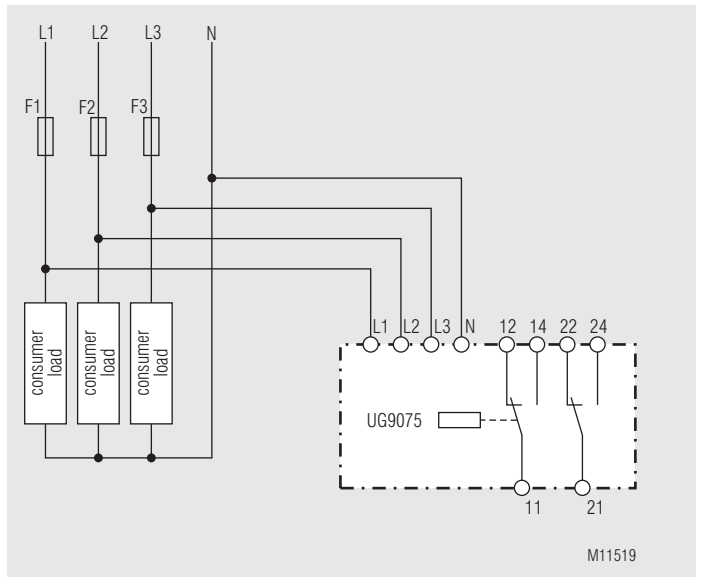 L1 L2 L3 N
F1 F2 F3
consumer
load
consumer
load
consumer
load
L1 L2 L3 N 12 14 22 24
UG9075
11 21
M11519